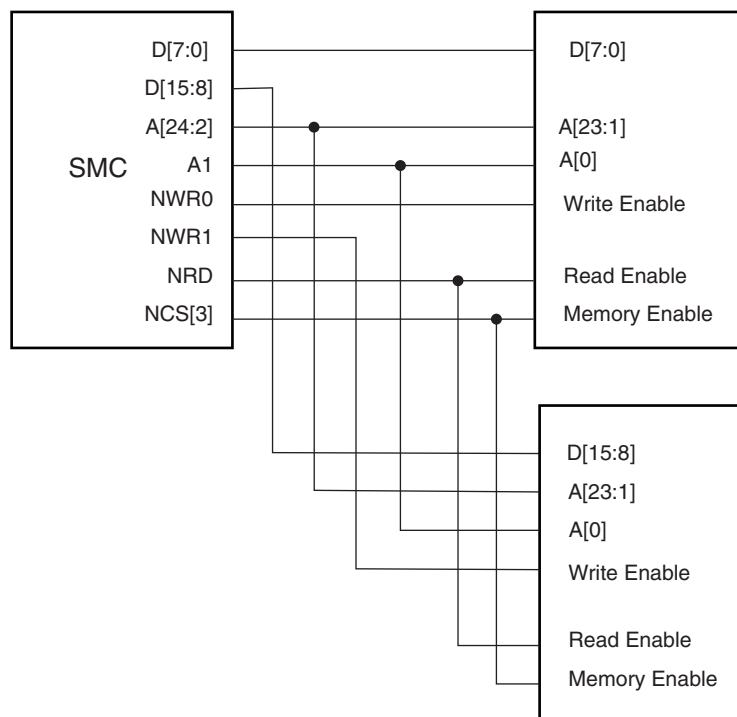 D[7:0]
D[15:8]
A[24:2]
SMC A1
NWR0
NWR1
NRD
NCS[3]
D[7:0]
A[23:1]
A[0]
Write Enable
Read Enable
Memory Enable
D[15:8]
A[23:1]
A[0]
Write Enable
Read Enable
Memory Enable